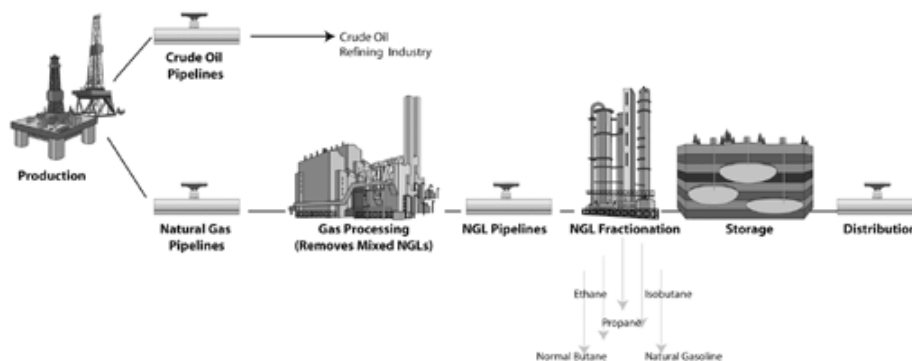 Crude Oil
Pipelines
Crude Oil
Refining Industry
Production
Natural Gas
Pipelines
Gas Processing
(Removes Mixed NGLs)
NGL Pipelines
NGL Fractionation
Storage
Distribution
Ethane
Isobutane
Propane
Normal Butane
Natural Gasoline